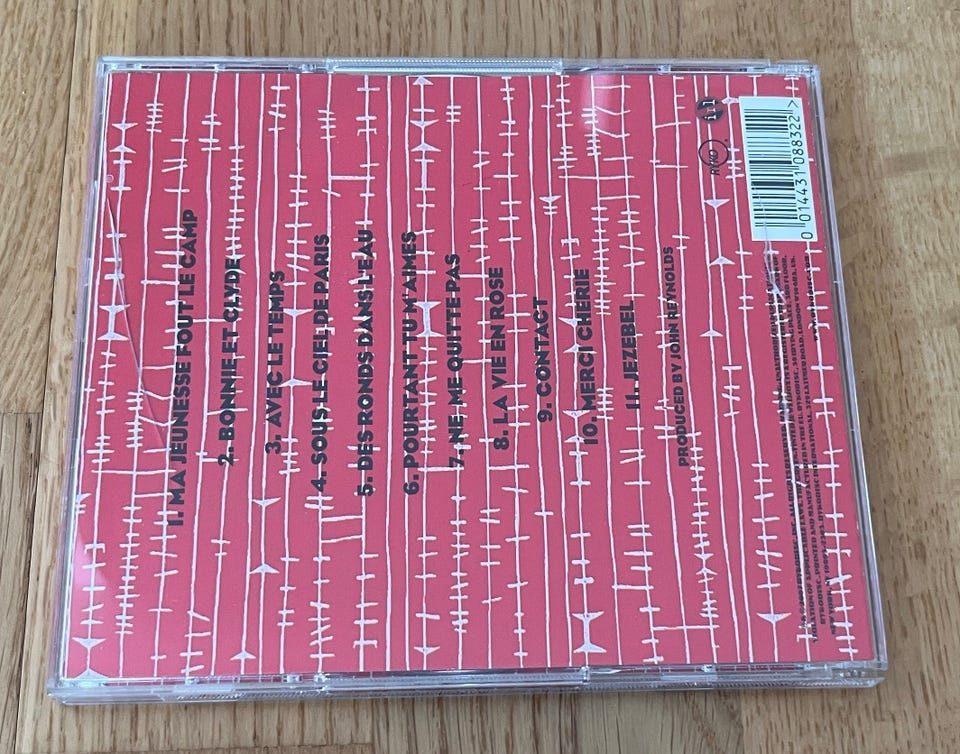 1. MA JEUNESSE FOUT LE CAMP
2. BONNIE ET CLYDE
3. AVEC LE TEMPS
4. SOUS LE CIEL DE PARIS
5. DES RONDS DANS L'EAU
6. POURTANT TU M'AIMES
7. NE ME QUITTE PAS
8. LA VIE EN ROSE
9. CONTACT
10. MERCI CHERIE
11. JEZEBEL
PRODUCED BY JOHN REYNOLDS
RYKO
0 014431 088322 >